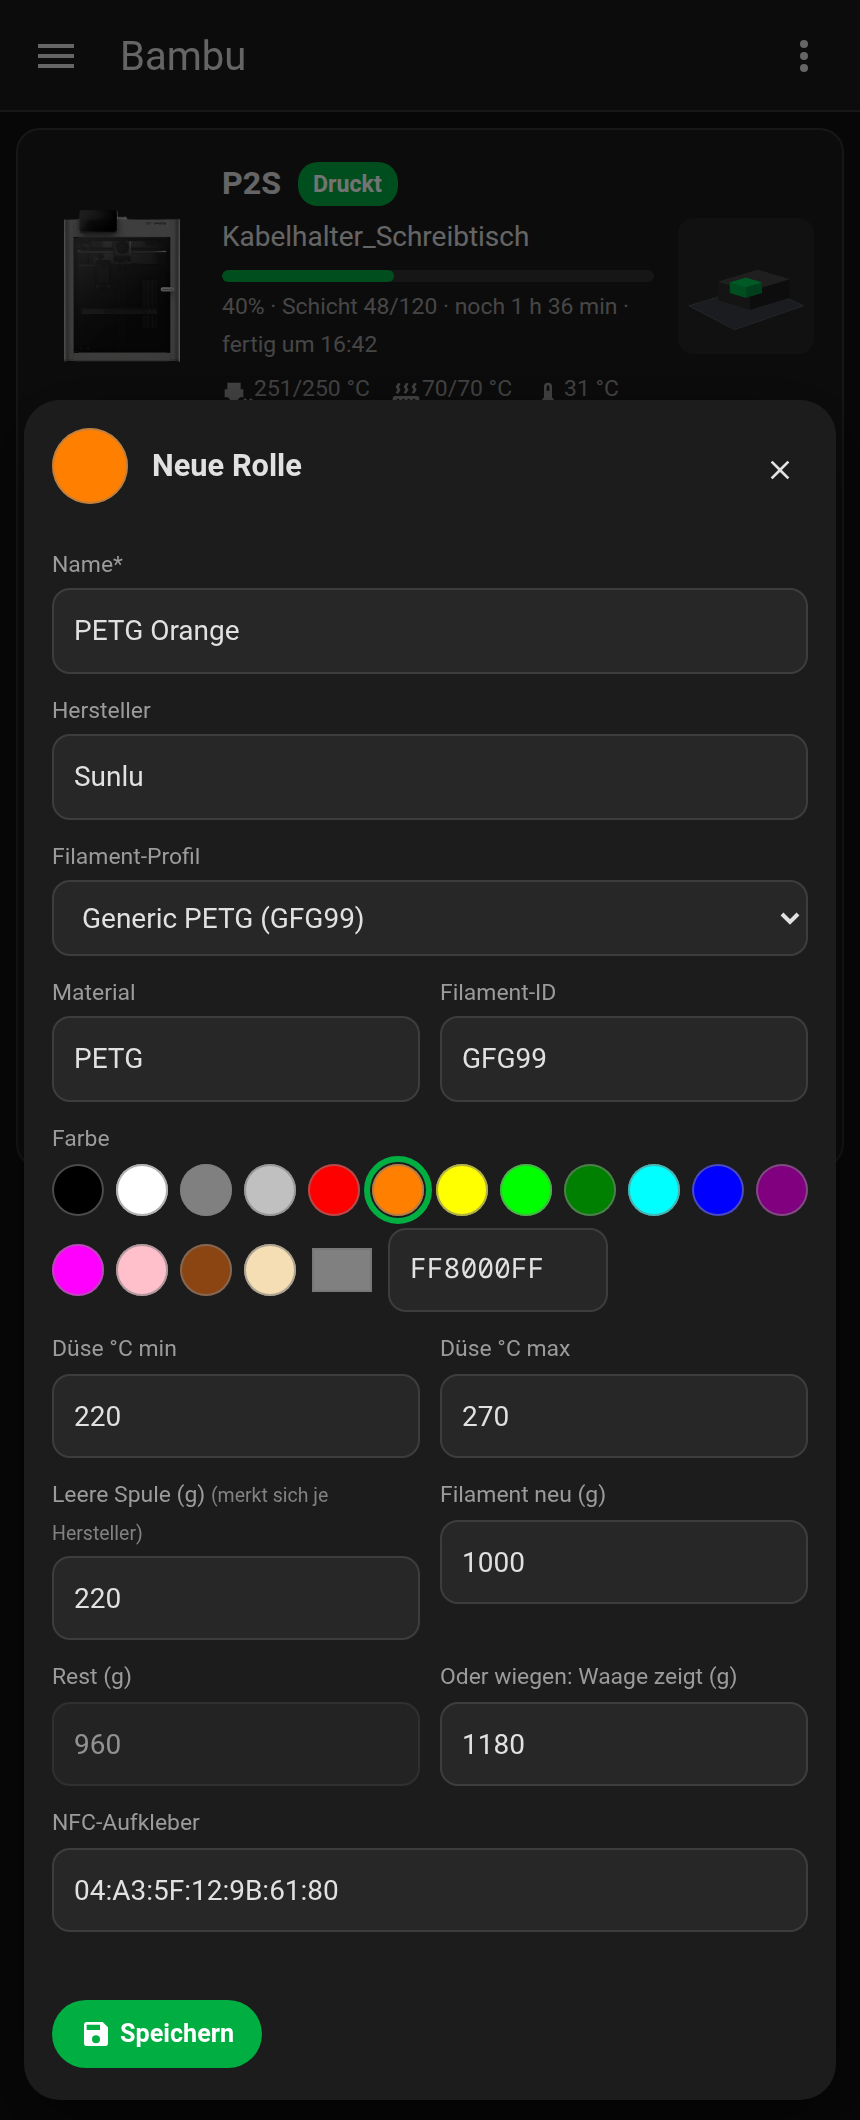 Bambu
P2S Druckt
Kabelhalter_Schreibtisch
40% · Schicht 48/120 · noch 1 h 36 min ·
fertig um 16:42
251/250 °C 70/70 °C 31 °C
Neue Rolle
Name*
PETG Orange
Hersteller
Sunlu
Filament-Profil
Generic PETG (GFG99)
Material Filament-ID
PETG GFG99
Farbe
FF8000FF
Düse °C min Düse °C max
220 270
Leere Spule (g) (merkt sich je Filament neu (g)
Hersteller)
1000
220
Rest (g) Oder wiegen: Waage zeigt (g)
960 1180
NFC-Aufkleber
04:A3:5F:12:9B:61:80
Speichern